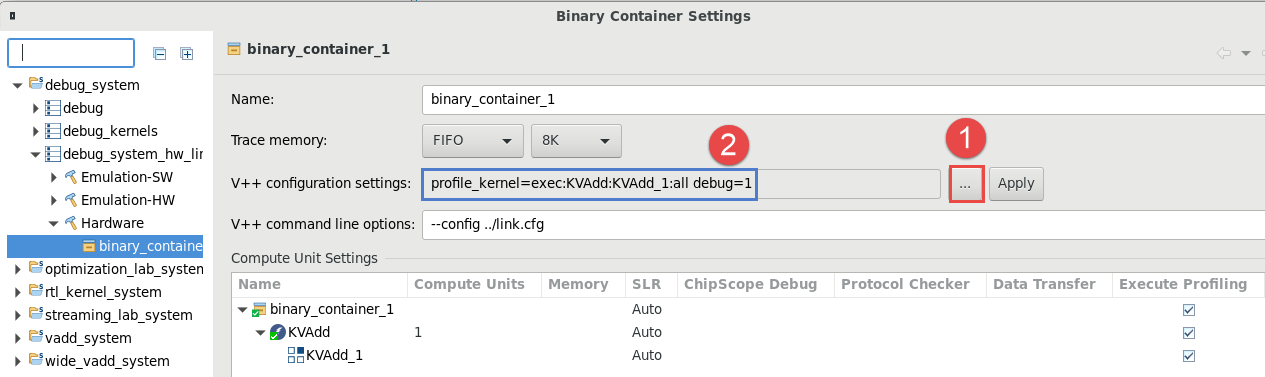 Binary Container Settings
debug_system
debug
debug_kernels
debug_system_hw_lin
Emulation-SW
Emulation-HW
Hardware
binary_containe
optimization_lab_system
rtl_kernel_system
streaming_lab_system
vadd_system
wide_vadd_system
binary_container_1
Name: binary_container_1
Trace memory: FIFO 8K 2 1
V++ configuration settings: profile_kernel=exec:KVAdd:KVAdd_1:all debug=1 ... Apply
V++ command line options: --config ../link.cfg
Compute Unit Settings
Name Compute Units Memory SLR ChipScope Debug Protocol Checker Data Transfer Execute Profiling
binary_container_1 Auto
KVAdd 1 Auto
KVAdd_1 Auto